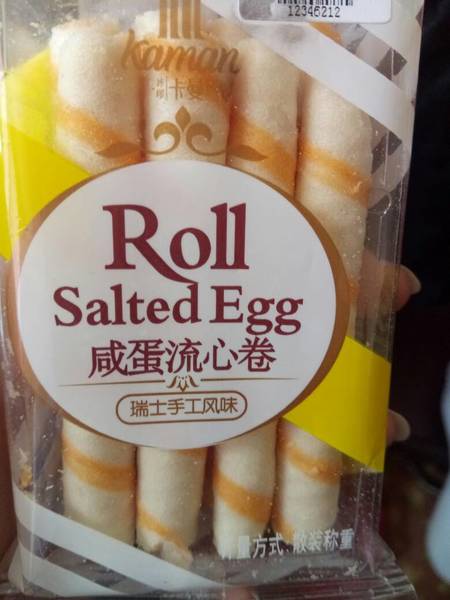 12346212
Kaman
卡曼
Roll
Salted Egg
咸蛋流心卷
瑞士手工风味
计量方式:散装称重